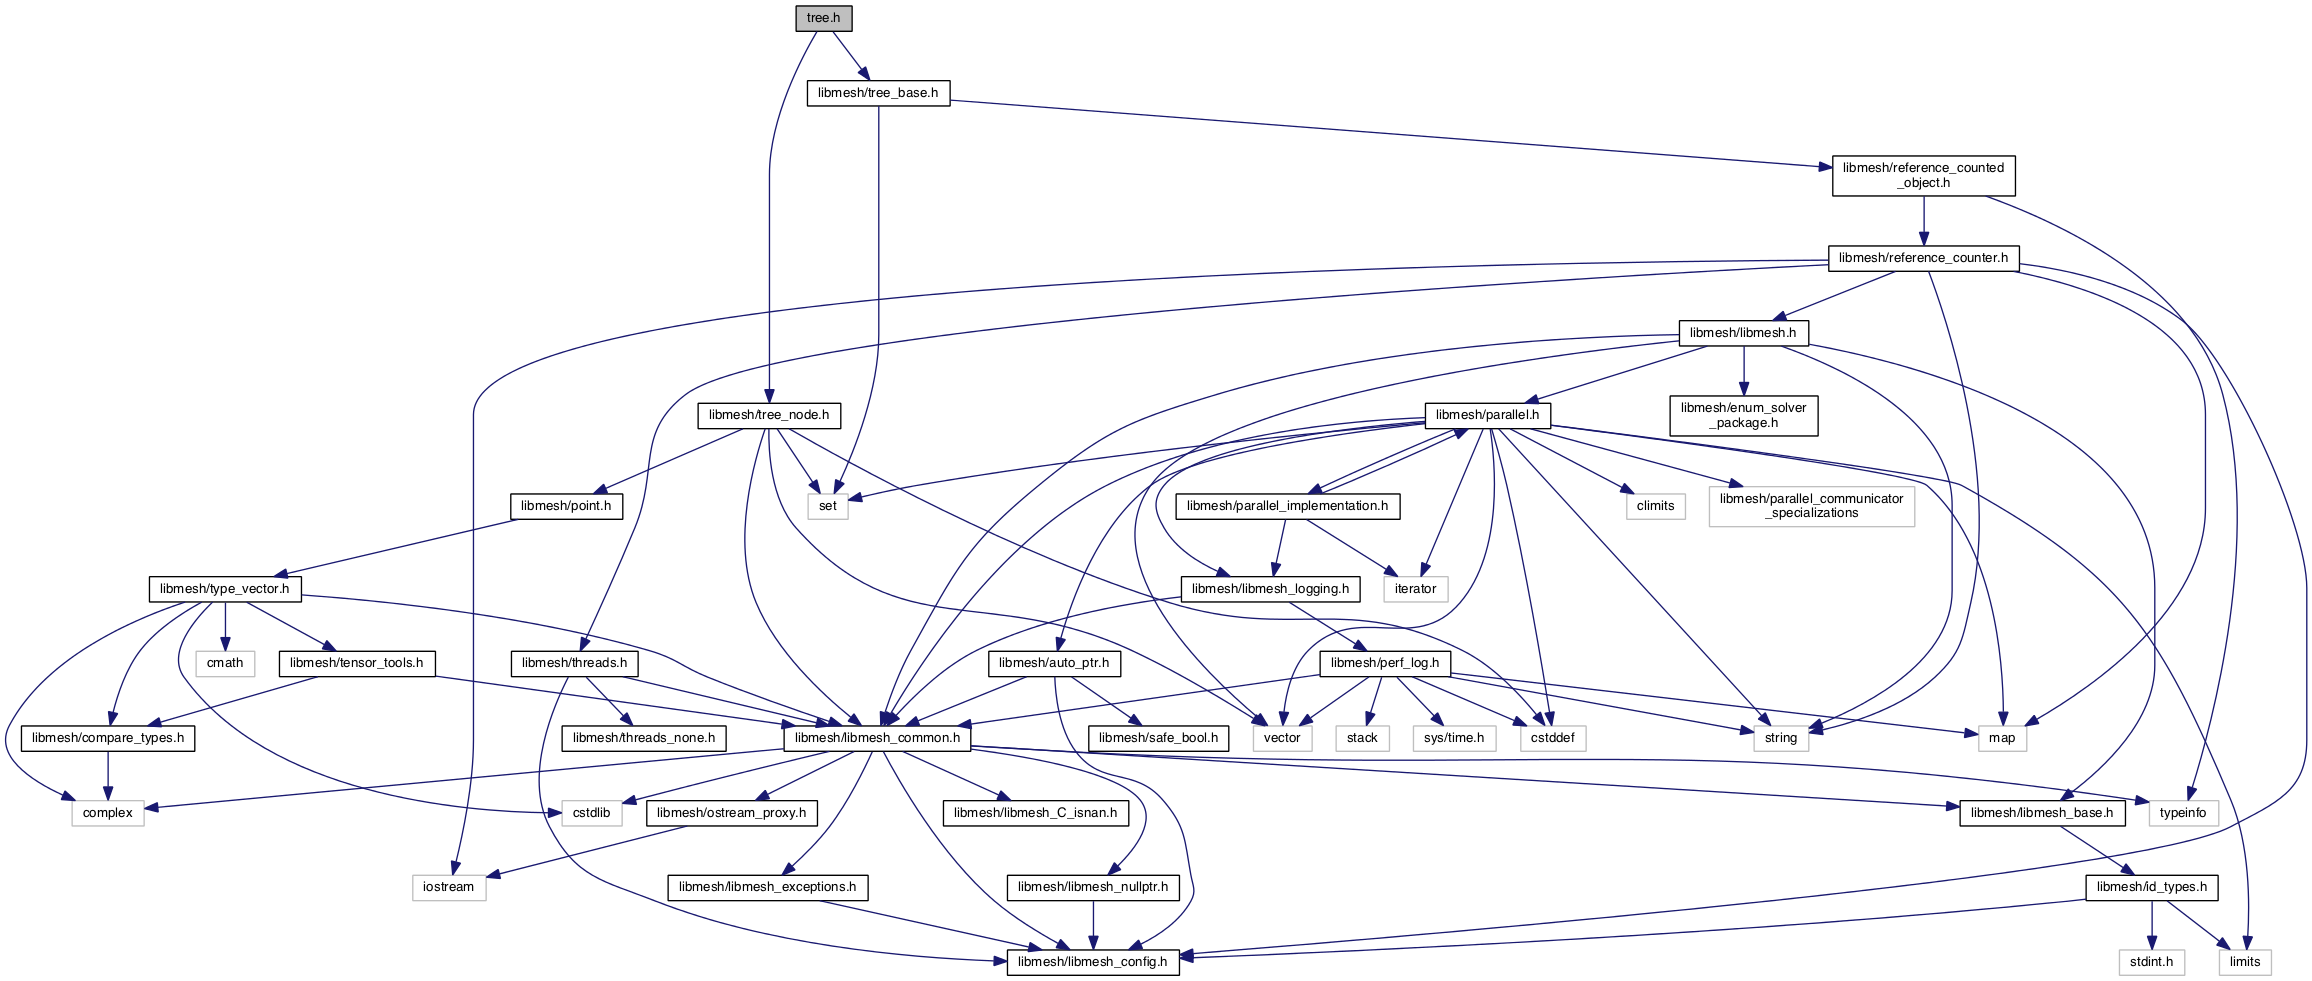 tree.h
libmesh/tree_base.h
libmesh/reference_counted
_object.h
libmesh/reference_counter.h
libmesh/libmesh.h
libmesh/tree_node.h
libmesh/parallel.h
libmesh/enum_solver
_package.h
libmesh/point.h
set
libmesh/parallel_implementation.h
climits
libmesh/parallel_communicator
_specializations
libmesh/type_vector.h
libmesh/libmesh_logging.h
iterator
cmath
libmesh/tensor_tools.h
libmesh/threads.h
libmesh/auto_ptr.h
libmesh/perf_log.h
libmesh/compare_types.h
libmesh/threads_none.h
libmesh/libmesh_common.h
libmesh/safe_bool.h
vector
stack
sys/time.h
cstddef
string
map
complex
cstdlib
libmesh/ostream_proxy.h
libmesh/libmesh_C_isnan.h
libmesh/libmesh_base.h
typeinfo
iostream
libmesh/libmesh_exceptions.h
libmesh/libmesh_nullptr.h
libmesh/id_types.h
libmesh/libmesh_config.h
stdint.h
limits